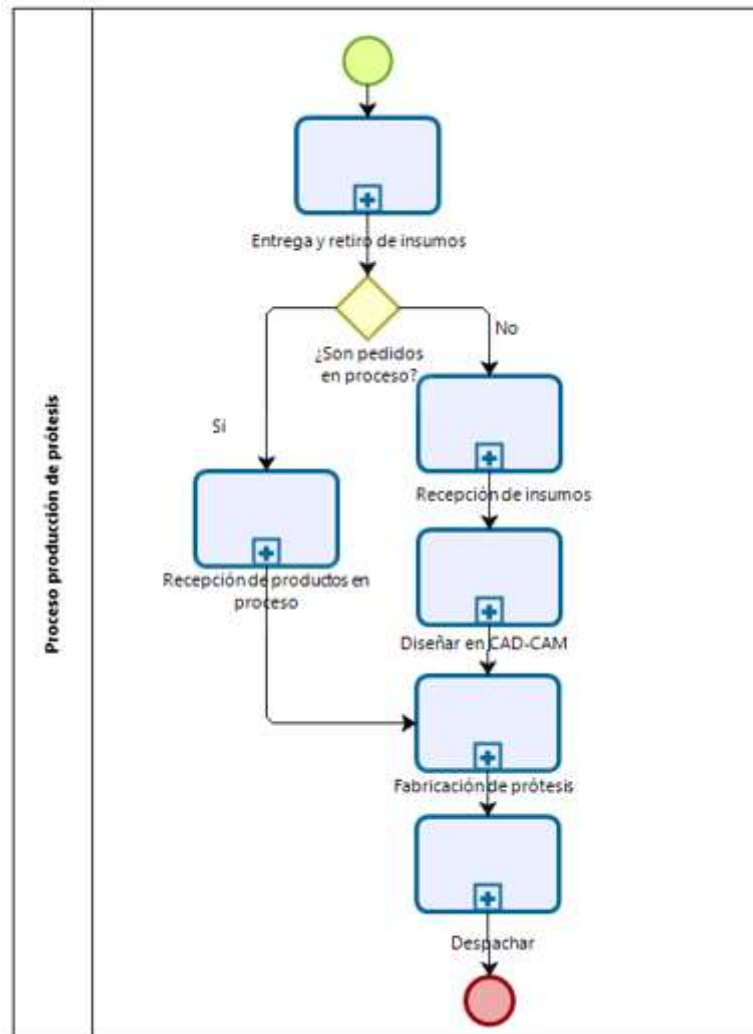 Proceso producción de prótesis
Entrega y retiro de insumos
¿Son pedidos
en proceso?
No
Si
Recepción de insumos
Recepción de productos en
proceso
Diseñar en CAD-CAM
Fabricación de prótesis
Despachar